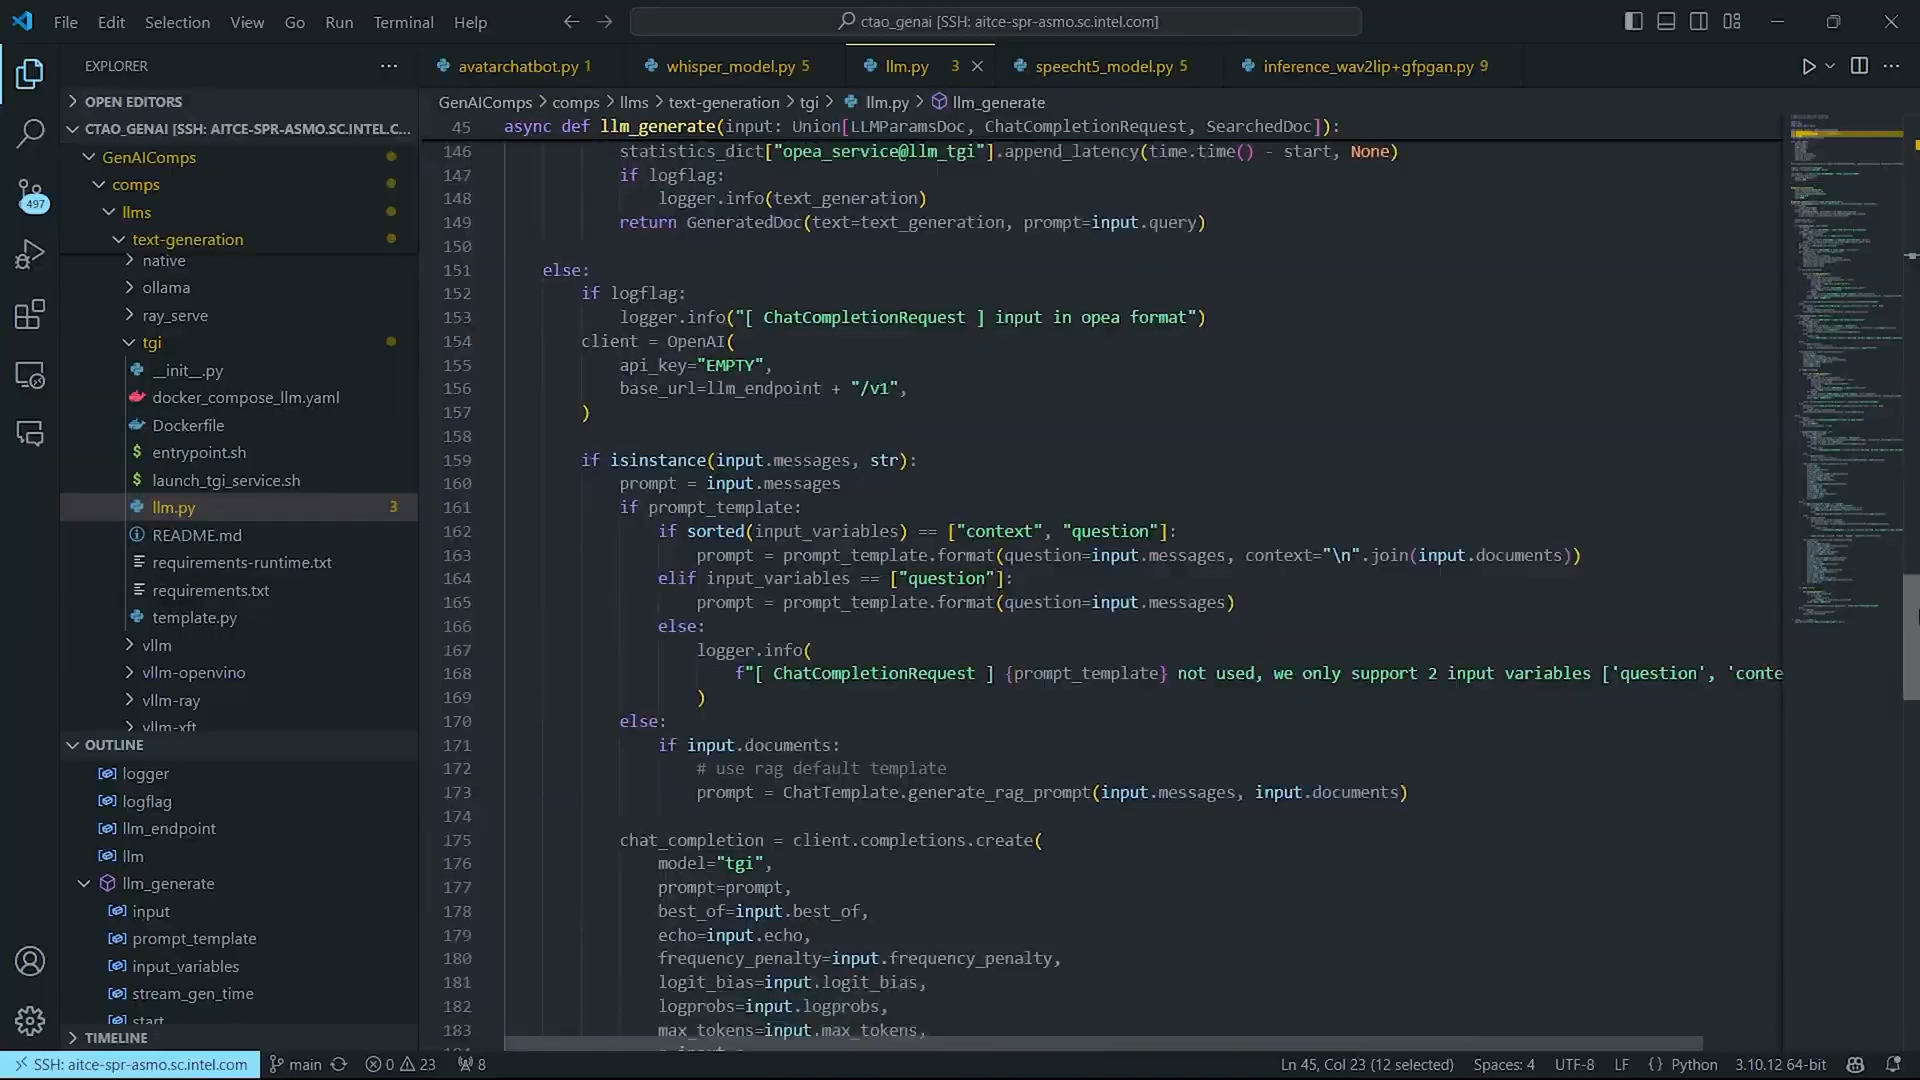 File Edit Selection View Go Run Terminal Help
ctao_genai [SSH: aitce-spr-asmo.sc.intel.com]
EXPLORER
OPEN EDITORS
CTAO_GENAI [SSH: AITCE-SPR-ASMO.SC.INTEL.C...
GenAIComps
comps
497
llms
text-generation
native
ollama
ray_serve
tgi
__init__.py
docker_compose_llm.yaml
Dockerfile
$ entrypoint.sh
$ launch_tgi_service.sh
llm.py 3
README.md
requirements-runtime.txt
requirements.txt
template.py
vllm
vllm-openvino
vllm-ray
vllm-xft
OUTLINE
logger
logflag
llm_endpoint
llm
llm_generate
input
prompt_template
input_variables
stream_gen_time
start
TIMELINE
avatarchatbot.py 1 whisper_model.py 5 llm.py 3 speecht5_model.py 5 inference_wav2lip+gfpgan.py 9
GenAIComps > comps > llms > text-generation > tgi > llm.py > llm_generate
45 async def llm_generate(input: Union[LLMParamsDoc, ChatCompletionRequest, SearchedDoc]):
146 statistics_dict["opea_service@llm_tgi"].append_latency(time.time() - start, None)
147 if logflag:
148 logger.info(text_generation)
149 return GeneratedDoc(text=text_generation, prompt=input.query)
150
151 else:
152 if logflag:
153 logger.info("[ ChatCompletionRequest ] input in opea format")
154 client = OpenAI(
155 api_key="EMPTY",
156 base_url=llm_endpoint + "/v1",
157 )
158
159 if isinstance(input.messages, str):
160 prompt = input.messages
161 if prompt_template:
162 if sorted(input_variables) == ["context", "question"]:
163 prompt = prompt_template.format(question=input.messages, context="\n".join(input.documents))
164 elif input_variables == ["question"]:
165 prompt = prompt_template.format(question=input.messages)
166 else:
167 logger.info(
168 f"[ ChatCompletionRequest ] {prompt_template} not used, we only support 2 input variables ['question', 'conte
169 )
170 else:
171 if input.documents:
172 # use rag default template
173 prompt = ChatTemplate.generate_rag_prompt(input.messages, input.documents)
174
175 chat_completion = client.completions.create(
176 model="tgi",
177 prompt=prompt,
178 best_of=input.best_of,
179 echo=input.echo,
180 frequency_penalty=input.frequency_penalty,
181 logit_bias=input.logit_bias,
182 logprobs=input.logprobs,
183 max_tokens=input.max_tokens,
SSH: aitce-spr-asmo.sc.intel.com main 0 23 8 Ln 45, Col 23 (12 selected) Spaces: 4 UTF-8 LF {} Python 3.10.12 64-bit